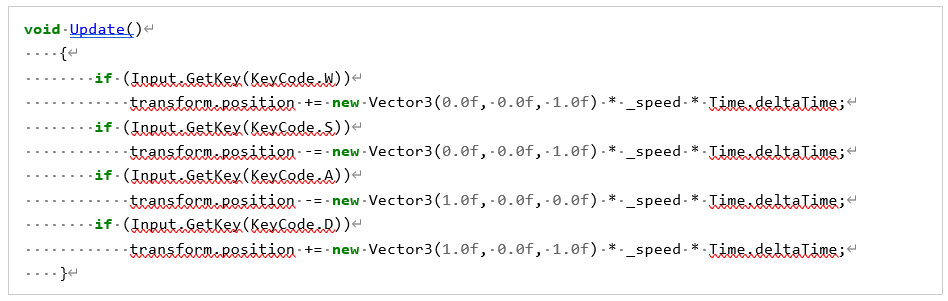 void Update()
    {
        if (Input.GetKey(KeyCode.W))
            transform.position += new Vector3(0.0f, 0.0f, 1.0f) * _speed * Time.deltaTime;
        if (Input.GetKey(KeyCode.S))
            transform.position -= new Vector3(0.0f, 0.0f, 1.0f) * _speed * Time.deltaTime;
        if (Input.GetKey(KeyCode.A))
            transform.position -= new Vector3(1.0f, 0.0f, 0.0f) * _speed * Time.deltaTime;
        if (Input.GetKey(KeyCode.D))
            transform.position += new Vector3(1.0f, 0.0f, 1.0f) * _speed * Time.deltaTime;
    }